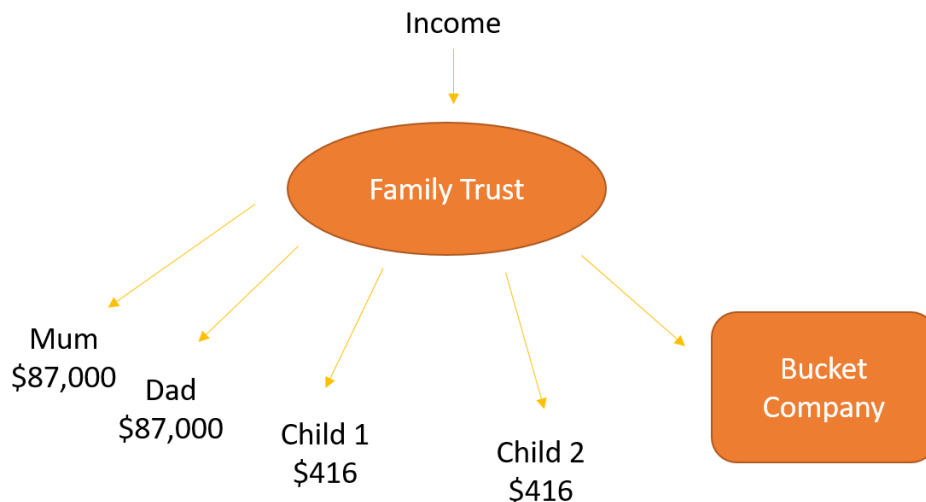 Income
Family Trust
Mum
$87,000
Dad
$87,000
Child 1
$416
Child 2
$416
Bucket
Company